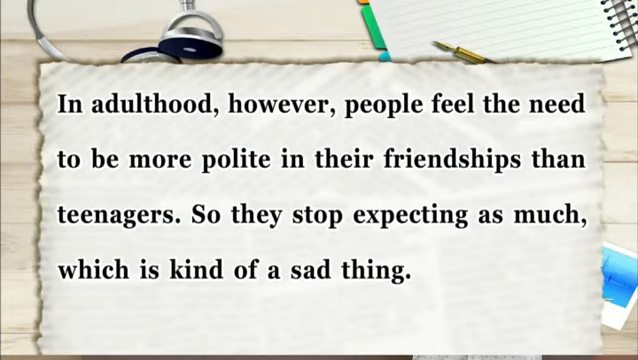 In adulthood, however, people feel the need
to be more polite in their friendships than
teenagers. So they stop expecting as much,
which is kind of a sad thing.